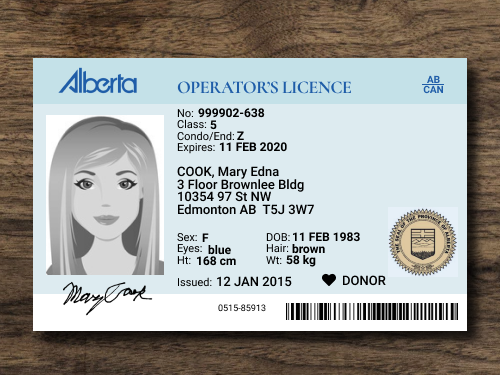 Alberta
OPERATOR'S LICENCE
AB
CAN
No: 999902-638
Class: 5
Condo/End: Z
Expires: 11 FEB 2020
COOK, Mary Edna
3 Floor Brownlee Bldg
10354 97 St NW
Edmonton AB T5J 3W7
Sex: F
DOB: 11 FEB 1983
Eyes: blue
Hair: brown
Ht: 168 cm
Wt: 58 kg
THE SEAL OF THE PROVINCE OF ALBERTA
Issued: 12 JAN 2015
DONOR
Mary Cook
0515-85913